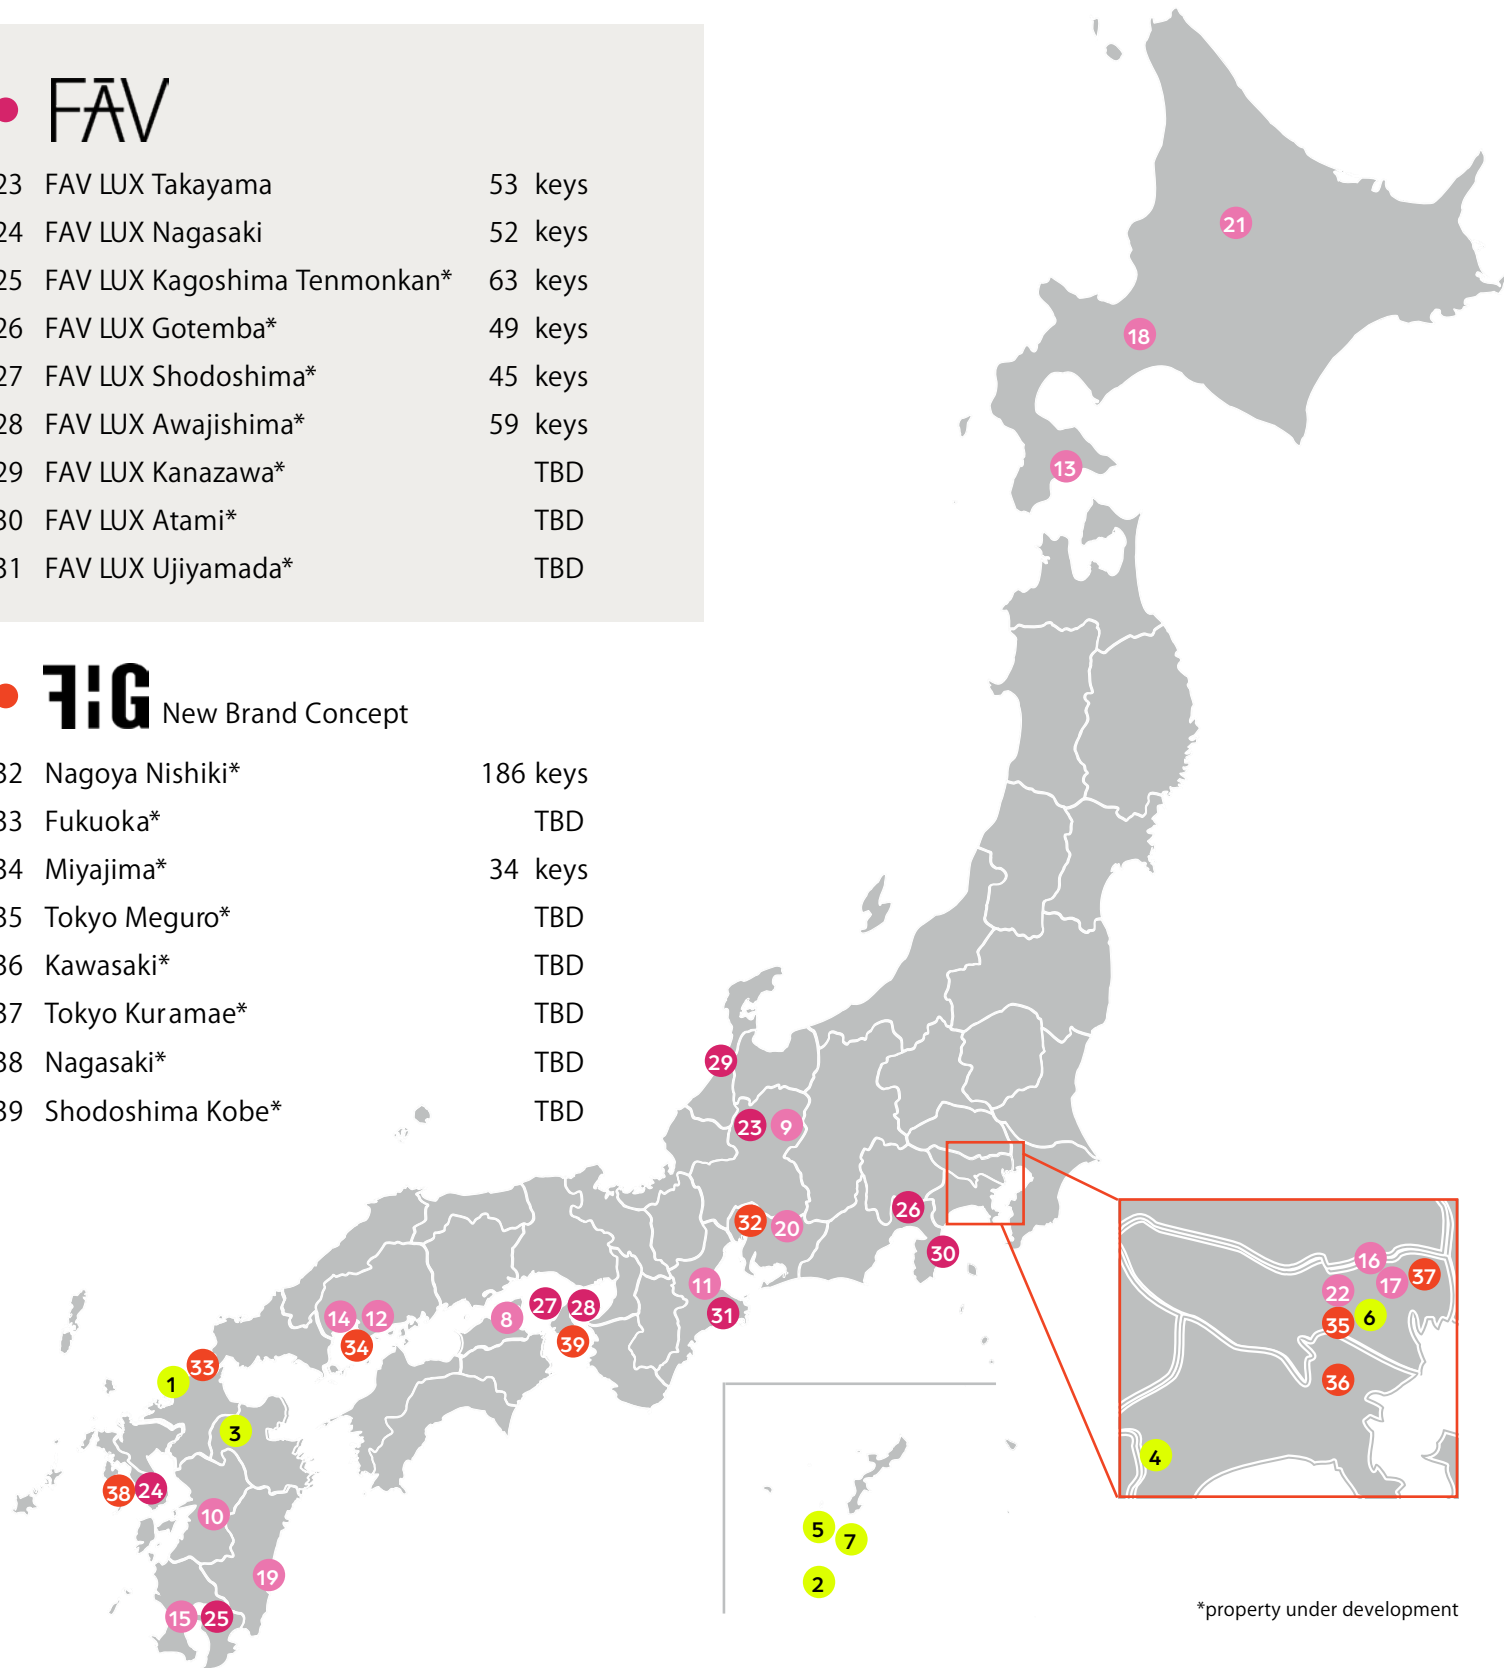 FAV
23 FAV LUX Takayama 53 keys
24 FAV LUX Nagasaki 52 keys
25 FAV LUX Kagoshima Tenmonkan* 63 keys
26 FAV LUX Gotemba* 49 keys
27 FAV LUX Shodoshima* 45 keys
28 FAV LUX Awajishima* 59 keys
29 FAV LUX Kanazawa* TBD
30 FAV LUX Atami* TBD
31 FAV LUX Ujiyamada* TBD
New Brand Concept
32 Nagoya Nishiki* 186 keys
33 Fukuoka* TBD
34 Miyajima* 34 keys
35 Tokyo Meguro* TBD
36 Kawasaki* TBD
37 Tokyo Kuramae* TBD
38 Nagasaki* TBD
39 Shodoshima Kobe* TBD
21
18
13
29
23 9
26
32 20
30
11
31
27 28
8
39
14 12
34
33
1
3
38 24
10
19
15 25
5
7
2
16
37
17
22
6
35
36
4
*property under development